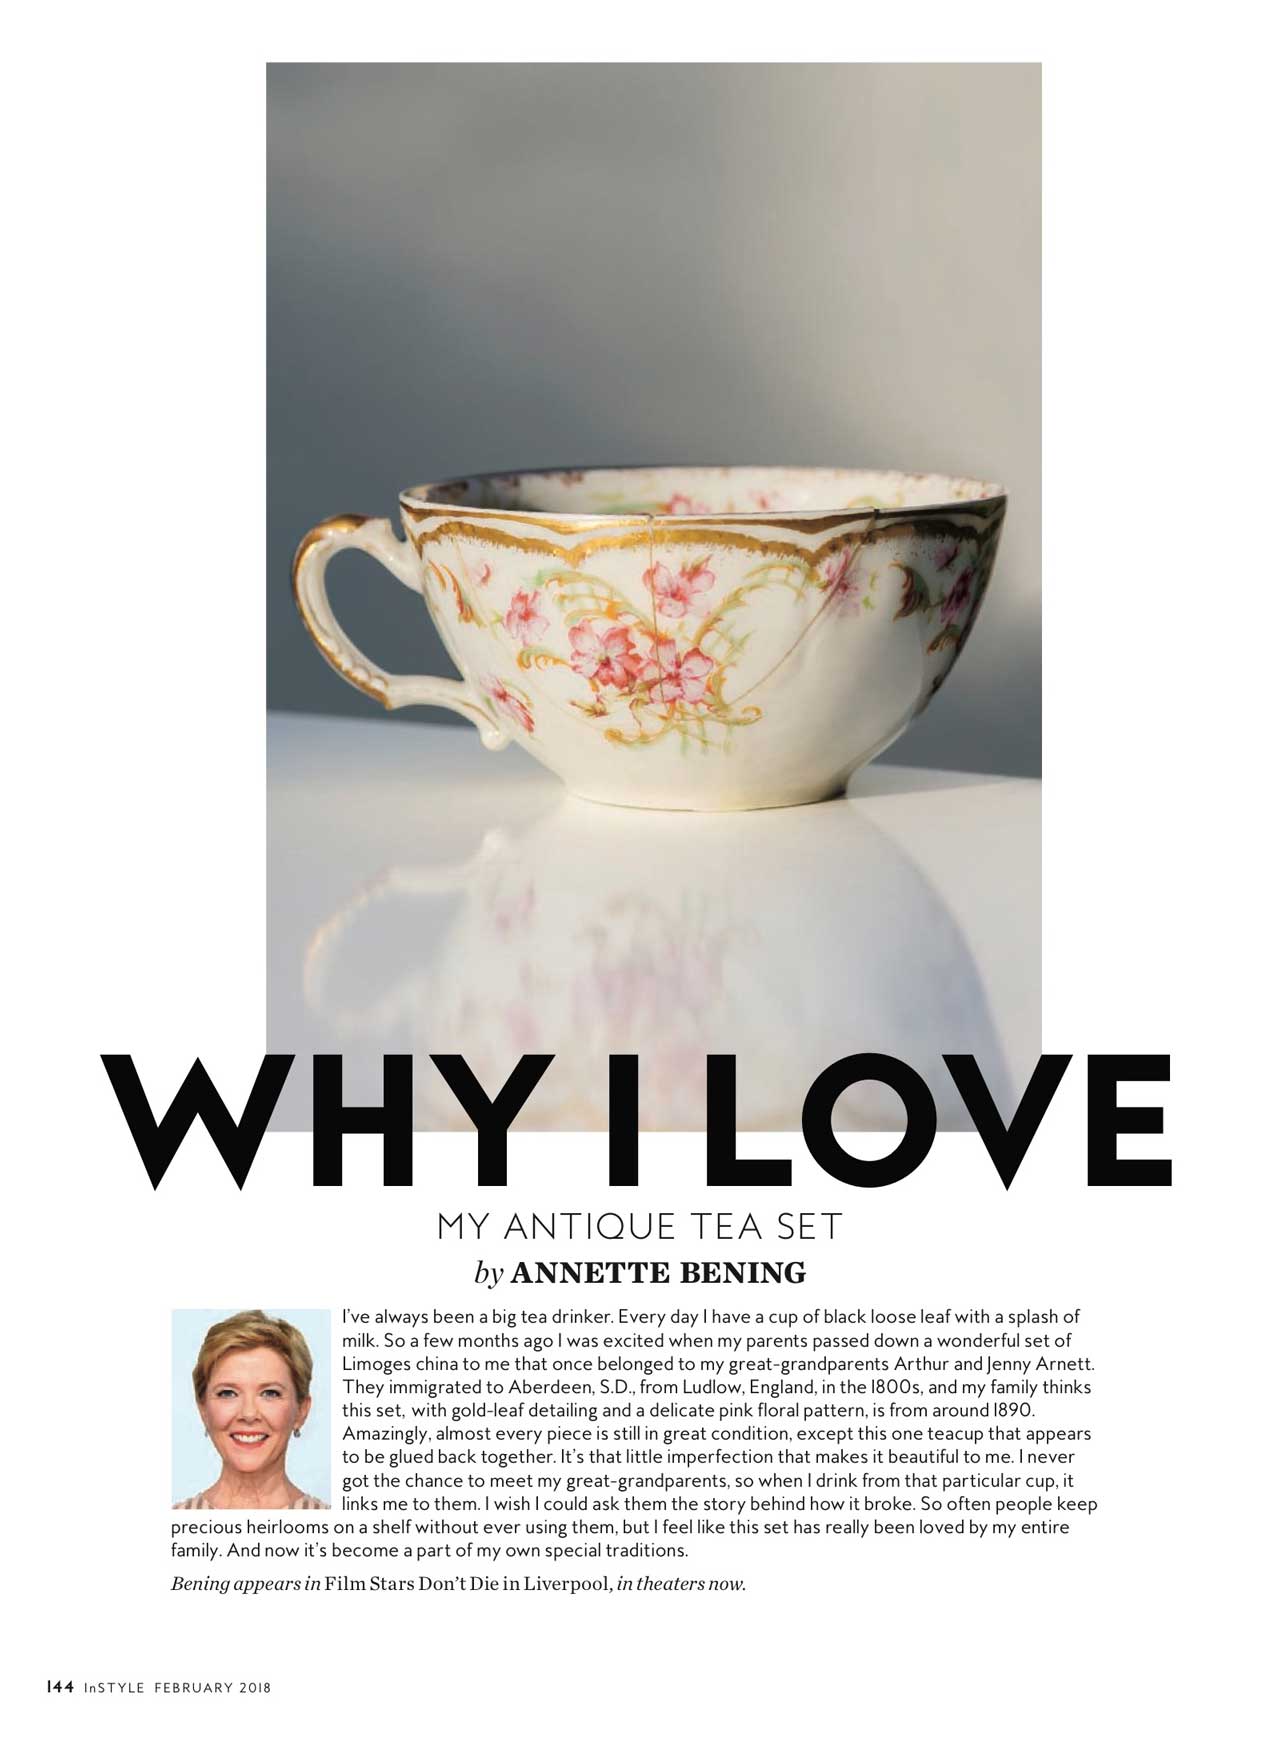 WHY I LOVE
MY ANTIQUE TEA SET
by ANNETTE BENING
I've always been a big tea drinker. Every day I have a cup of black loose leaf with a splash of
milk. So a few months ago I was excited when my parents passed down a wonderful set of
Limoges china to me that once belonged to my great-grandparents Arthur and Jenny Arnett.
They immigrated to Aberdeen, S.D., from Ludlow, England, in the 1800s, and my family thinks
this set, with gold-leaf detailing and a delicate pink floral pattern, is from around 1890.
Amazingly, almost every piece is still in great condition, except this one teacup that appears
to be glued back together. It's that little imperfection that makes it beautiful to me. I never
got the chance to meet my great-grandparents, so when I drink from that particular cup, it
links me to them. I wish I could ask them the story behind how it broke. So often people keep
precious heirlooms on a shelf without ever using them, but I feel like this set has really been loved by my entire
family. And now it's become a part of my own special traditions.
Bening appears in Film Stars Don't Die in Liverpool, in theaters now.
144 InSTYLE FEBRUARY 2018